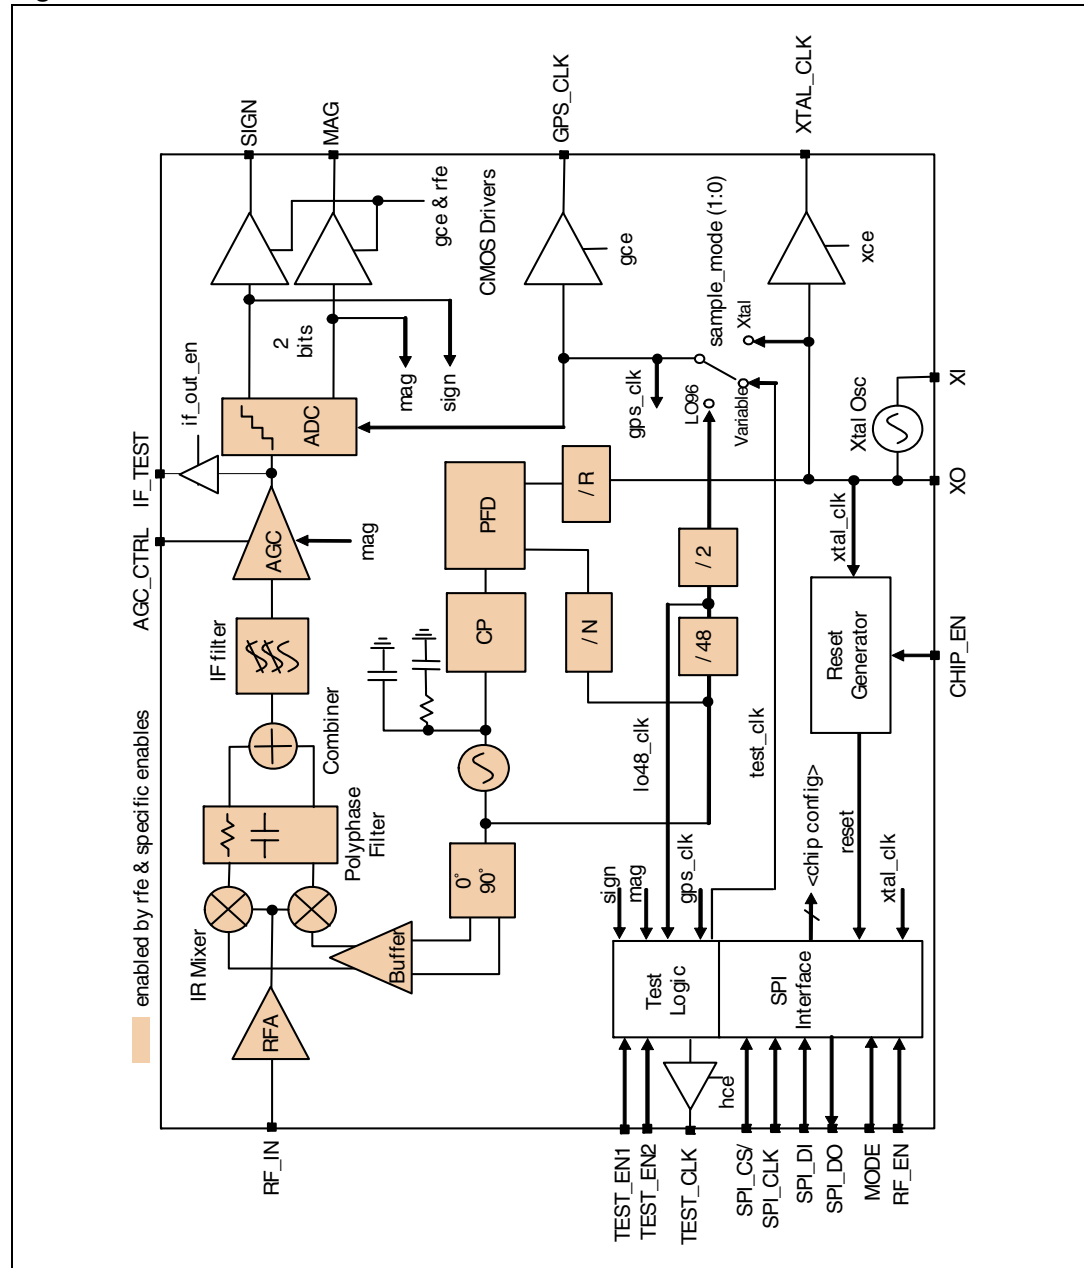 enabled by rfe & specific enables
AGC_CTRL
IF_TEST
if_out_en
SIGN
MAG
RF_IN
RFA
IR Mixer
Polyphase
Filter
Combiner
IF filter
AGC
mag
ADC
2
bits
mag
sign
gce & rfe
CMOS Drivers
Buffer
0°
90°
CP
PFD
/ R
/ N
/ 48
/ 2
gps_clk
gce
GPS_CLK
LO96
Variable
Xtal
sample_mode (1:0)
xce
XTAL_CLK
lo48_clk
test_clk
sign
mag
gps_clk
Test
Logic
SPI
Interface
<chip config>
reset
xtal_clk
Reset
Generator
xtal_clk
Xtal Osc
XI
XO
CHIP_EN
hce
TEST_EN1
TEST_EN2
TEST_CLK
SPI_CS/
SPI_CLK
SPI_DI
SPI_DO
MODE
RF_EN